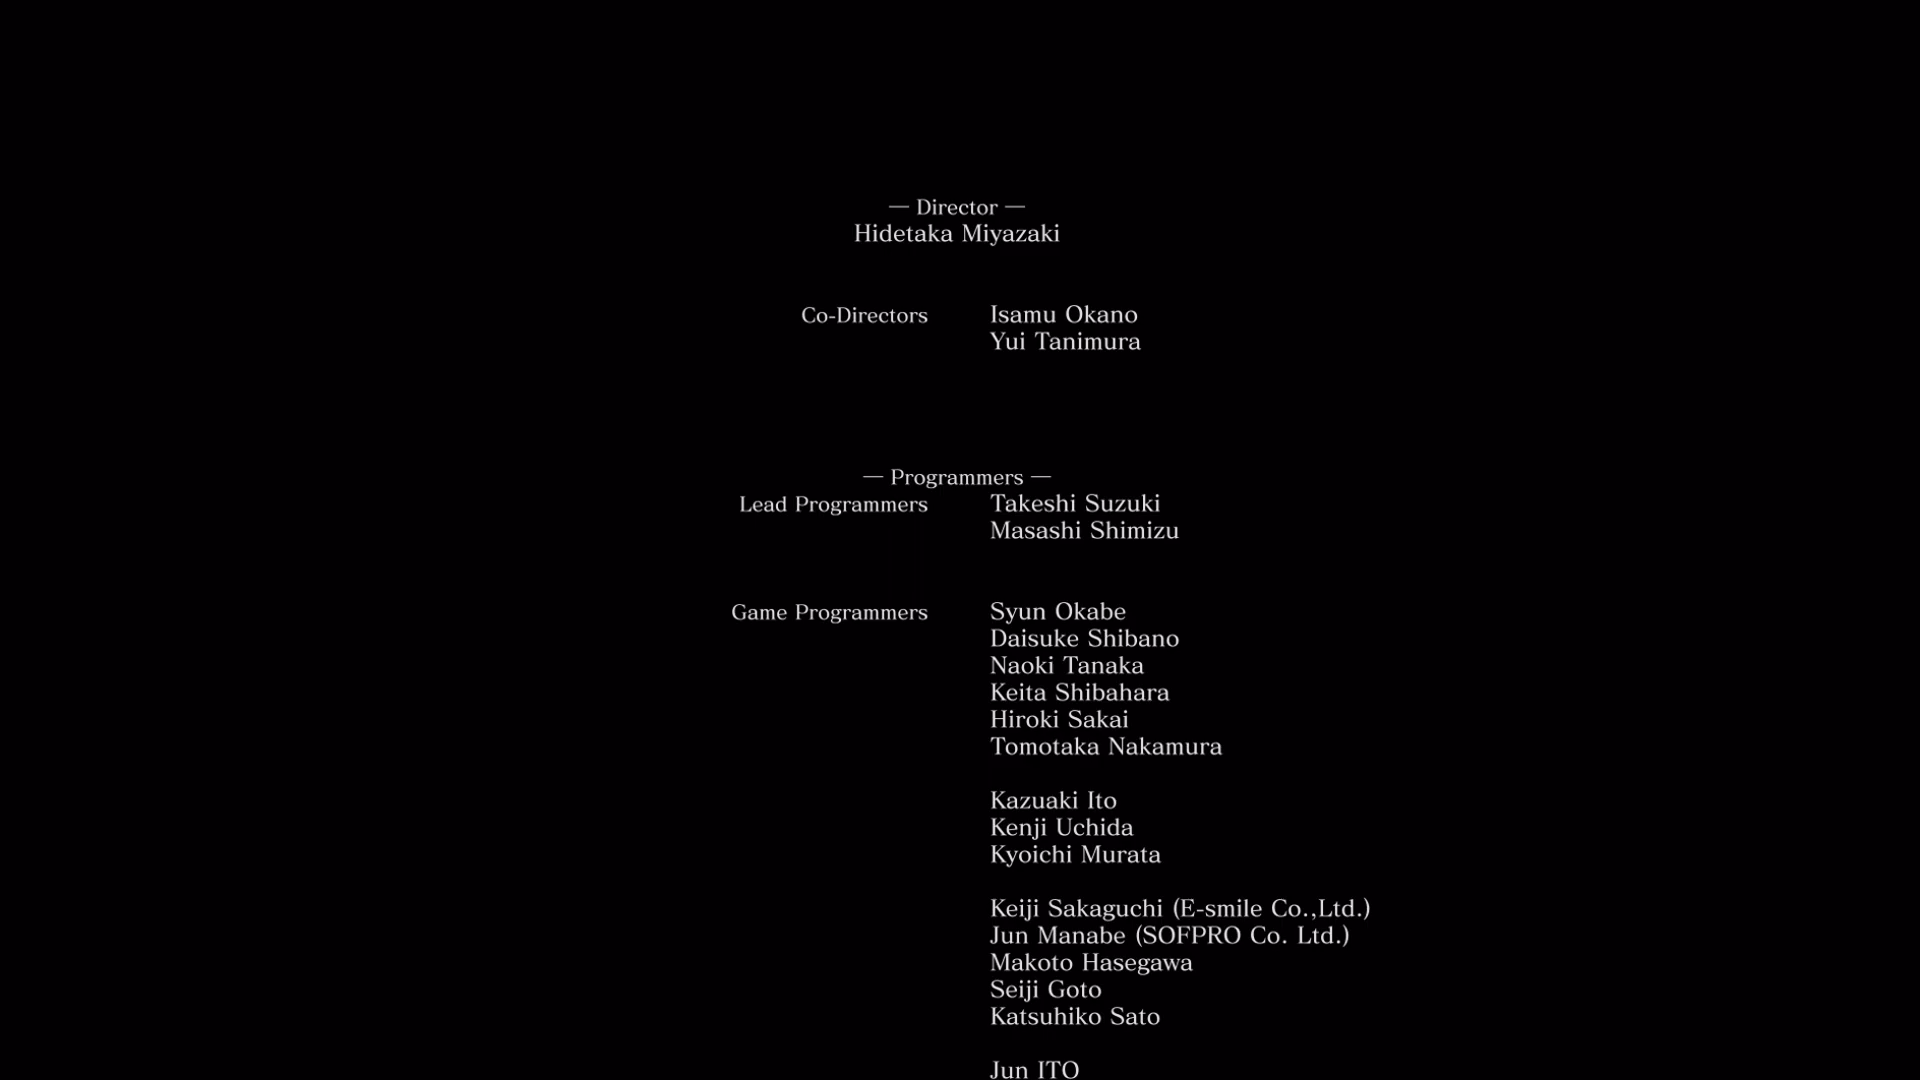 — Director —
Hidetaka Miyazaki
Co-Directors Isamu Okano
Yui Tanimura
— Programmers —
Lead Programmers Takeshi Suzuki
Masashi Shimizu
Game Programmers Syun Okabe
Daisuke Shibano
Naoki Tanaka
Keita Shibahara
Hiroki Sakai
Tomotaka Nakamura
Kazuaki Ito
Kenji Uchida
Kyoichi Murata
Keiji Sakaguchi (E-smile Co.,Ltd.)
Jun Manabe (SOFPRO Co. Ltd.)
Makoto Hasegawa
Seiji Goto
Katsuhiko Sato
Jun ITO